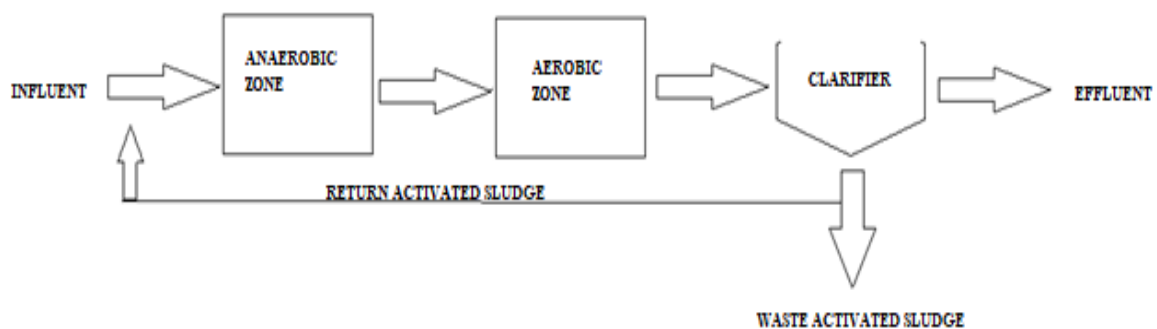 ANAEROBIC
ZONE
AEROBIC
ZONE
CLARIFIER
INFLUENT
EFFLUENT
RETURN ACTIVATED SLUDGE
WASTE ACTIVATED SLUDGE